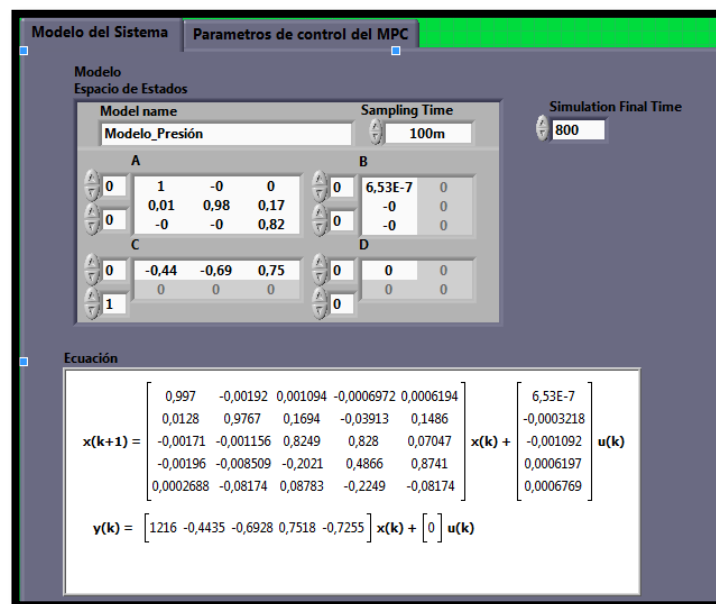 Modelo del Sistema Parametros de control del MPC
Modelo
Espacio de Estados
Model name Sampling Time Simulation Final Time
Modelo_Presión 100m 800
A B
0 1 -0 0 0 6,53E-7 0
0,01 0,98 0,17 -0 0
0 -0 -0 0,82 0 -0 0
C D
0 -0,44 -0,69 0,75 0 0 0
0 0 0 0 0
1 0
Ecuación
0,997 -0,00192 0,001094 -0,0006972 0,0006194 6,53E-7
0,0128 0,9767 0,1694 -0,03913 0,1486 -0,0003218
x(k+1) = -0,00171 -0,001156 0,8249 0,828 0,07047 x(k) + -0,001092 u(k)
-0,00196 -0,008509 -0,2021 0,4866 0,8741 0,0006197
0,0002688 -0,08174 0,08783 -0,2249 -0,08174 0,0006769
y(k) = [1216 -0,4435 -0,6928 0,7518 -0,7255] x(k) + [0] u(k)